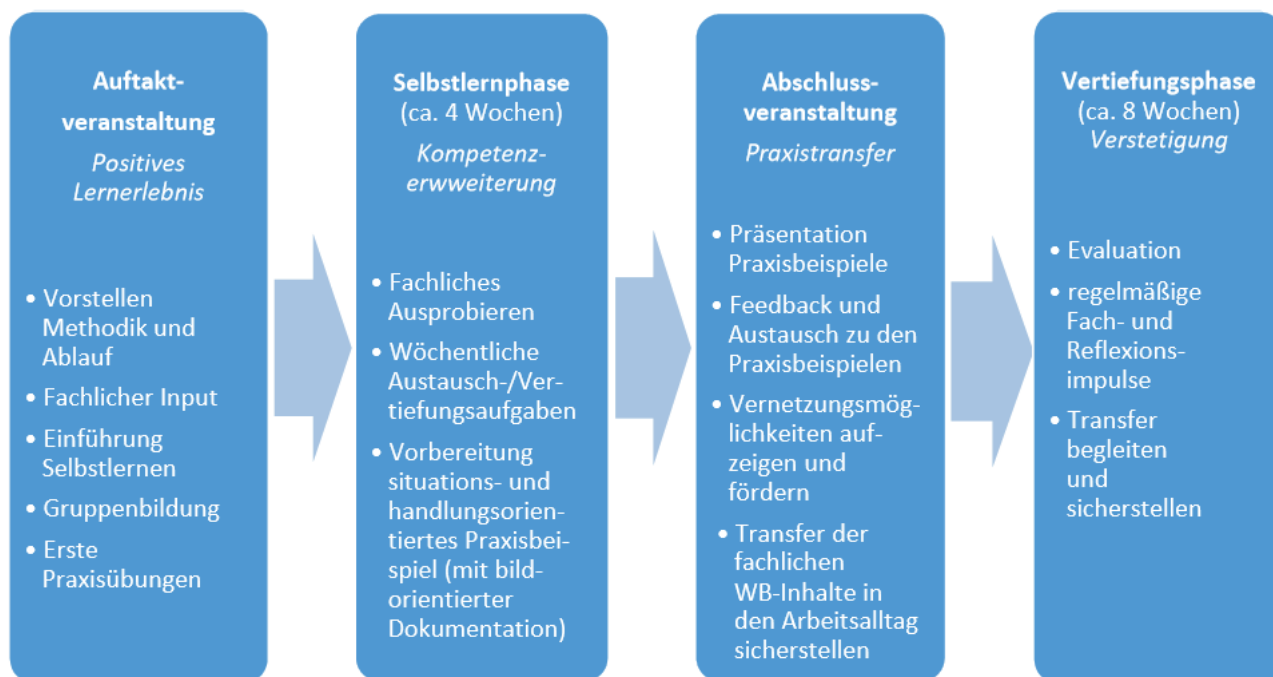 Auftakt-
veranstaltung
Positives
Lernerlebnis
• Vorstellen
Methodik und
Ablauf
• Fachlicher Input
• Einführung
Selbstlernen
• Gruppenbildung
• Erste
Praxisübungen
Selbstlernphase
(ca. 4 Wochen)
Kompetenz-
erwweiterung
• Fachliches
Ausprobieren
• Wöchentliche
Austausch-/Ver-
tiefungsaufgaben
• Vorbereitung
situations- und
handlungsorien-
tiertes Praxisbei-
spiel (mit bild-
orientierter
Dokumentation)
Abschluss-
veranstaltung
Praxistransfer
• Präsentation
Praxisbeispiele
• Feedback und
Austausch zu den
Praxisbeispielen
• Vernetzungsmög-
lichkeiten auf-
zeigen und
fördern
• Transfer der
fachlichen
WB-Inhalte in
den Arbeitsalltag
sicherstellen
Vertiefungsphase
(ca. 8 Wochen)
Verstetigung
• Evaluation
• regelmäßige
Fach- und
Reflexions-
impulse
• Transfer
begleiten
und
sicherstellen